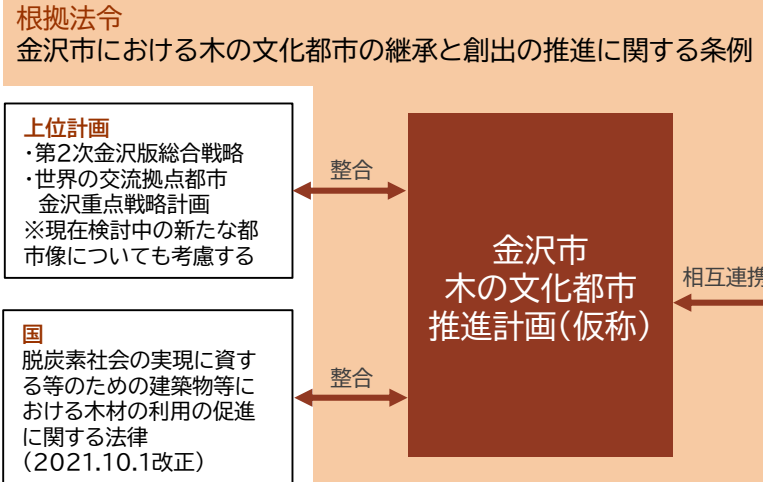 根拠法令
金沢市における木の文化都市の継承と創出の推進に関する条例
上位計画
・第2次金沢版総合戦略
・世界の交流拠点都市
金沢重点戦略計画
※現在検討中の新たな都
市像についても考慮する
整合
国
脱炭素社会の実現に資す
る等のための建築物等に
おける木材の利用の促進
に関する法律
(2021.10.1改正)
整合
金沢市
木の文化都市
推進計画(仮称)
相互連携